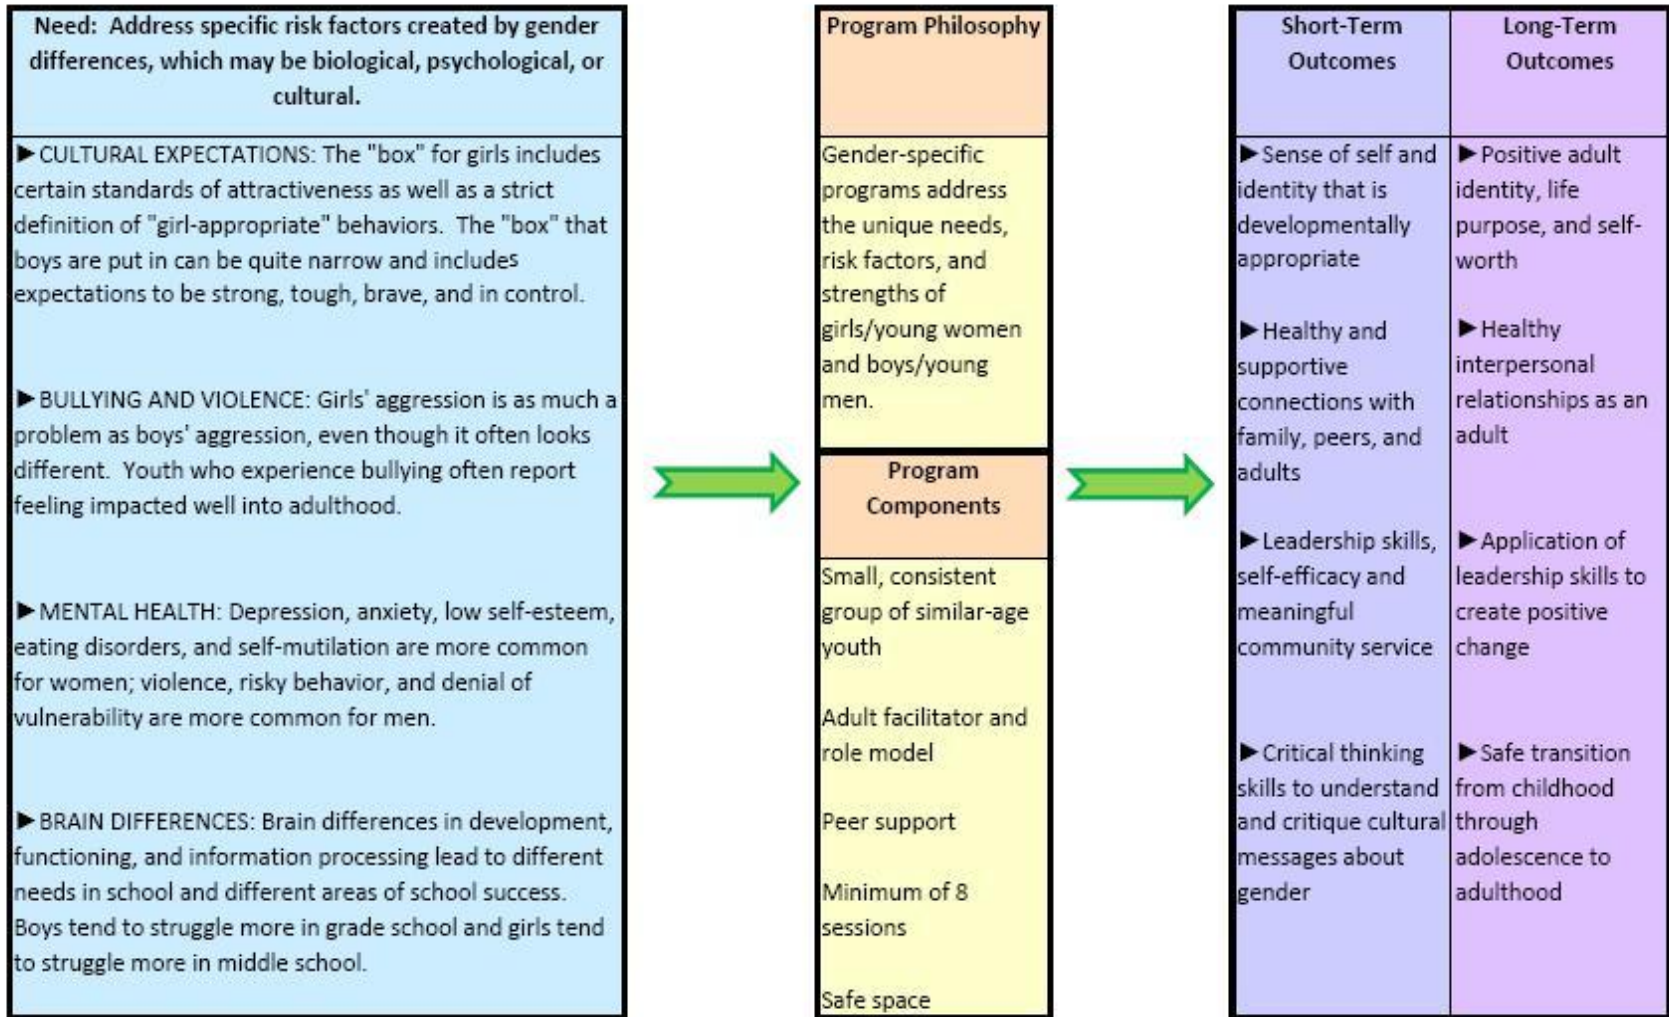 Need:  Address specific risk factors created by gender
differences, which may be biological, psychological, or
cultural.
►CULTURAL EXPECTATIONS: The "box" for girls includes
certain standards of attractiveness as well as a strict
definition of "girl-appropriate" behaviors.  The "box" that
boys are put in can be quite narrow and includes
expectations to be strong, tough, brave, and in control.
►BULLYING AND VIOLENCE: Girls' aggression is as much a
problem as boys' aggression, even though it often looks
different.  Youth who experience bullying often report
feeling impacted well into adulthood.
►MENTAL HEALTH: Depression, anxiety, low self-esteem,
eating disorders, and self-mutilation are more common
for women; violence, risky behavior, and denial of
vulnerability are more common for men.
►BRAIN DIFFERENCES: Brain differences in development,
functioning, and information processing lead to different
needs in school and different areas of school success.
Boys tend to struggle more in grade school and girls tend
to struggle more in middle school.
Program Philosophy
Gender-specific
programs address
the unique needs,
risk factors, and
strengths of
girls/young women
and boys/young
men.
Program
Components
Small, consistent
group of similar-age
youth
Adult facilitator and
role model
Peer support
Minimum of 8
sessions
Safe space
Short-Term
Outcomes
►Sense of self and
identity that is
developmentally
appropriate
►Healthy and
supportive
connections with
family, peers, and
adults
►Leadership skills,
self-efficacy and
meaningful
community service
►Critical thinking
skills to understand
and critique cultural
messages about
gender
Long-Term
Outcomes
►Positive adult
identity, life
purpose, and self-
worth
►Healthy
interpersonal
relationships as an
adult
►Application of
leadership skills to
create positive
change
►Safe transition
from childhood
through
adolescence to
adulthood